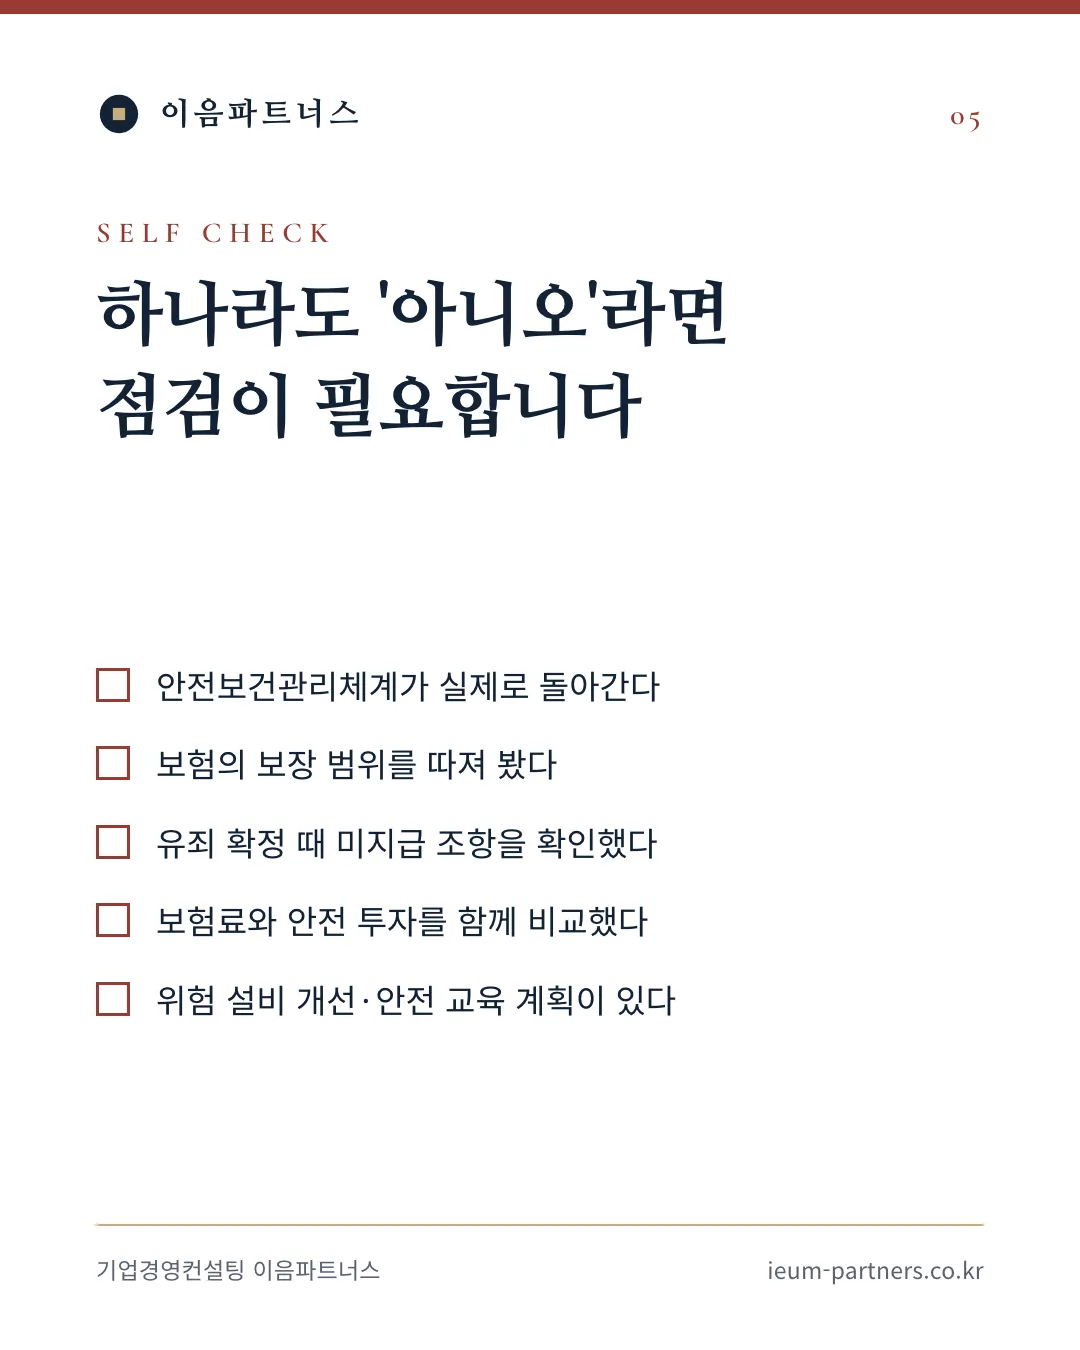 이음파트너스
05
SELF CHECK
하나라도 '아니오'라면
점검이 필요합니다
안전보건관리체계가 실제로 돌아간다
보험의 보장 범위를 따져 봤다
유죄 확정 때 미지급 조항을 확인했다
보험료와 안전 투자를 함께 비교했다
위험 설비 개선·안전 교육 계획이 있다
기업경영컨설팅 이음파트너스
ieum-partners.co.kr